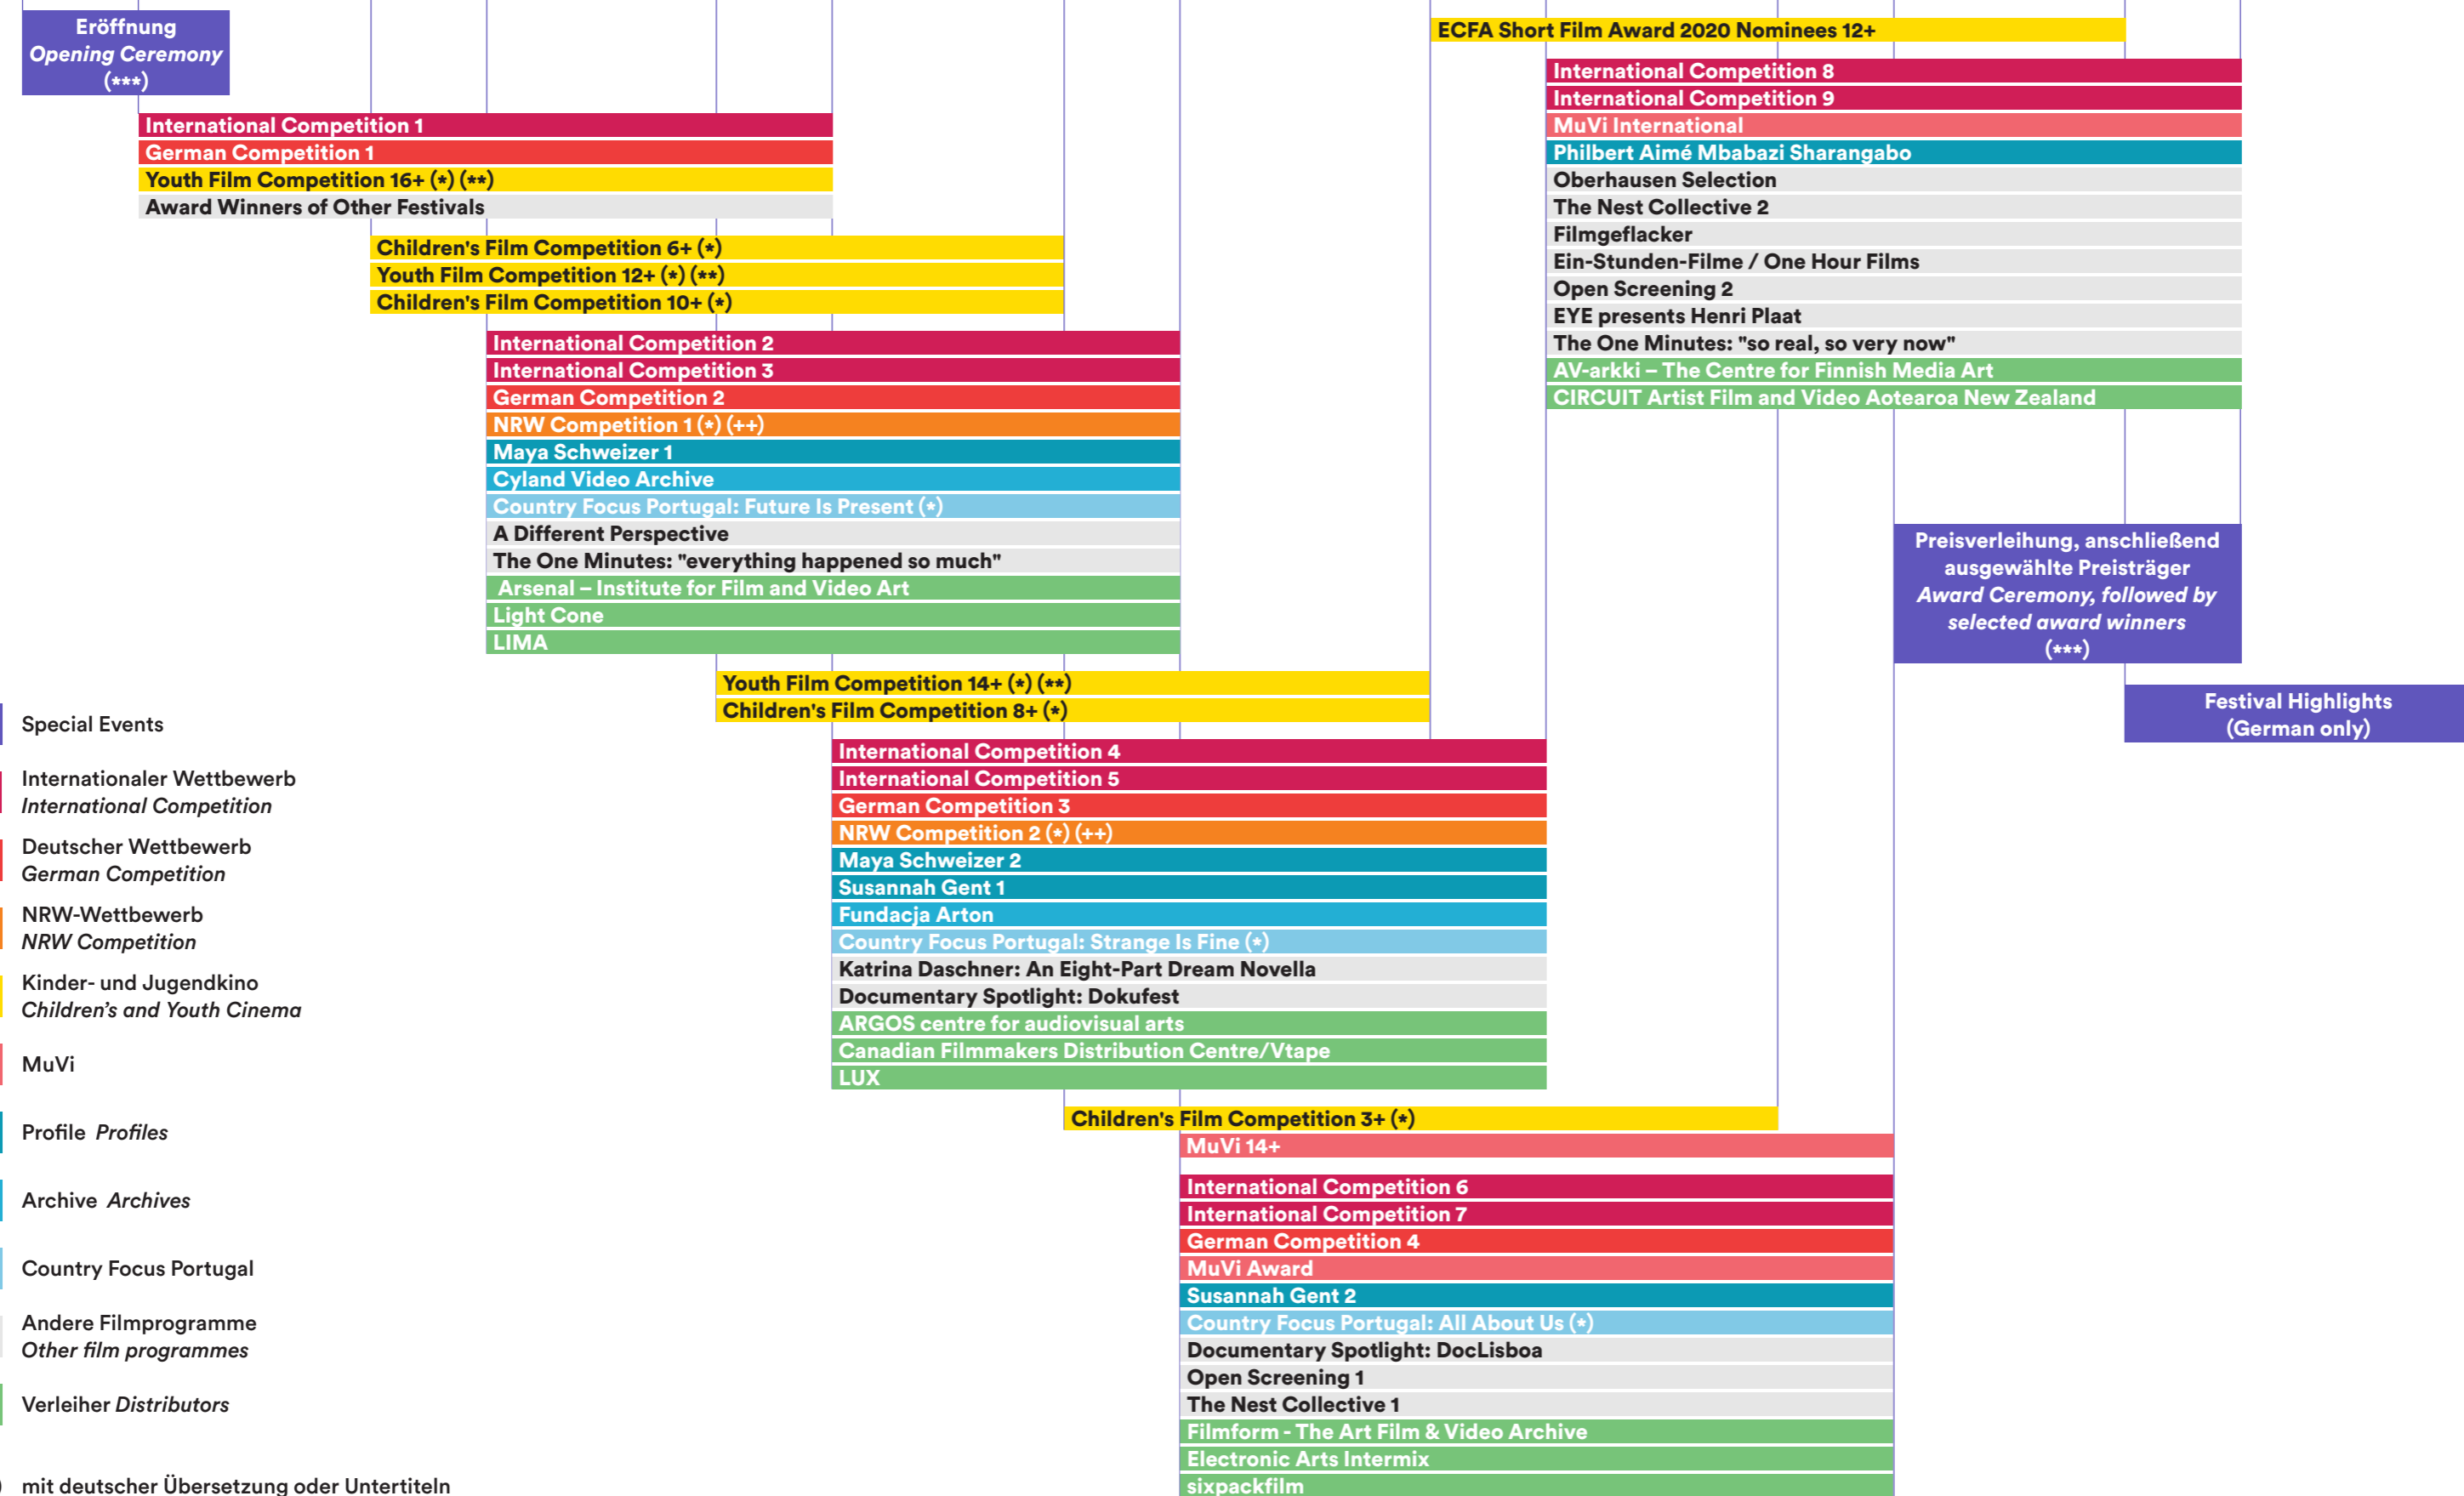 Eröffnung
Opening Ceremony
(***)
International Competition 1
German Competition 1
Youth Film Competition 16+ (*) (**)
Award Winners of Other Festivals
Children's Film Competition 6+ (*)
Youth Film Competition 12+ (*) (**)
Children's Film Competition 10+ (*)
International Competition 2
International Competition 3
German Competition 2
NRW Competition 1 (*) (++)
Maya Schweizer 1
Cyland Video Archive
Country Focus Portugal: Future Is Present (*)
A Different Perspective
The One Minutes: "everything happened so much"
Arsenal – Institute for Film and Video Art
Light Cone
LIMA
Youth Film Competition 14+ (*) (**)
Children's Film Competition 8+ (*)
International Competition 4
International Competition 5
German Competition 3
NRW Competition 2 (*) (++)
Maya Schweizer 2
Susannah Gent 1
Fundacja Arton
Country Focus Portugal: Strange Is Fine (*)
Katrina Daschner: An Eight-Part Dream Novella
Documentary Spotlight: Dokufest
ARGOS centre for audiovisual arts
Canadian Filmmakers Distribution Centre/Vtape
LUX
Children's Film Competition 3+ (*)
MuVi 14+
International Competition 6
International Competition 7
German Competition 4
MuVi Award
Susannah Gent 2
Country Focus Portugal: All About Us (*)
Documentary Spotlight: DocLisboa
Open Screening 1
The Nest Collective 1
Filmform - The Art Film & Video Archive
Electronic Arts Intermix
sixpackfilm
ECFA Short Film Award 2020 Nominees 12+
International Competition 8
International Competition 9
MuVi International
Philbert Aimé Mbabazi Sharangabo
Oberhausen Selection
The Nest Collective 2
Filmgeflacker
Ein-Stunden-Filme / One Hour Films
Open Screening 2
EYE presents Henri Plaat
The One Minutes: "so real, so very now"
AV-arkki – The Centre for Finnish Media Art
CIRCUIT Artist Film and Video Aotearoa New Zealand
Preisverleihung, anschließend
ausgewählte Preisträger
Award Ceremony, followed by
selected award winners
(***)
Festival Highlights
(German only)
Special Events
Internationaler Wettbewerb
International Competition
Deutscher Wettbewerb
German Competition
NRW-Wettbewerb
NRW Competition
Kinder- und Jugendkino
Children's and Youth Cinema
MuVi
Profile Profiles
Archive Archives
Country Focus Portugal
Andere Filmprogramme
Other film programmes
Verleiher Distributors
) mit deutscher Übersetzung oder Untertiteln